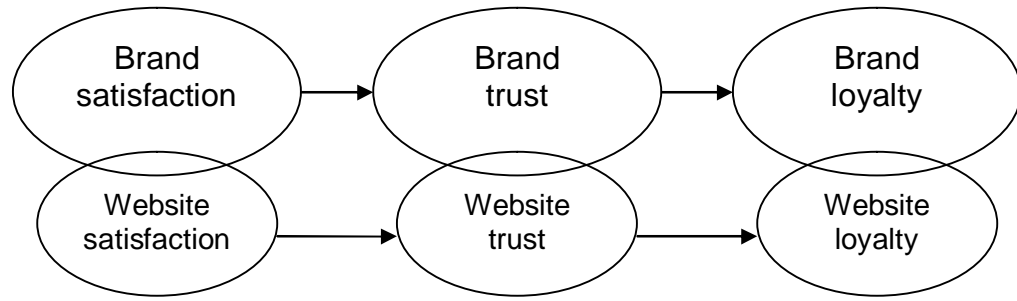 Brand
satisfaction
Brand
trust
Brand
loyalty
Website
satisfaction
Website
trust
Website
loyalty